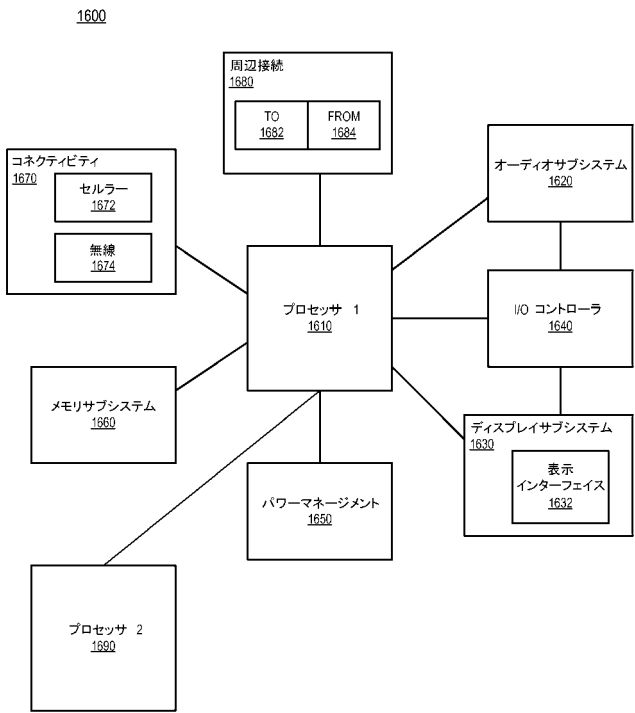 1600
周辺接続
1680
TO
1682
FROM
1684
コネクティビティ
1670
セルラー
1672
無線
1674
オーディオサブシステム
1620
プロセッサ 1
1610
I/O コントローラ
1640
メモリサブシステム
1660
ディスプレイサブシステム
1630
表示
インターフェイス
1632
パワーマネージメント
1650
プロセッサ 2
1690